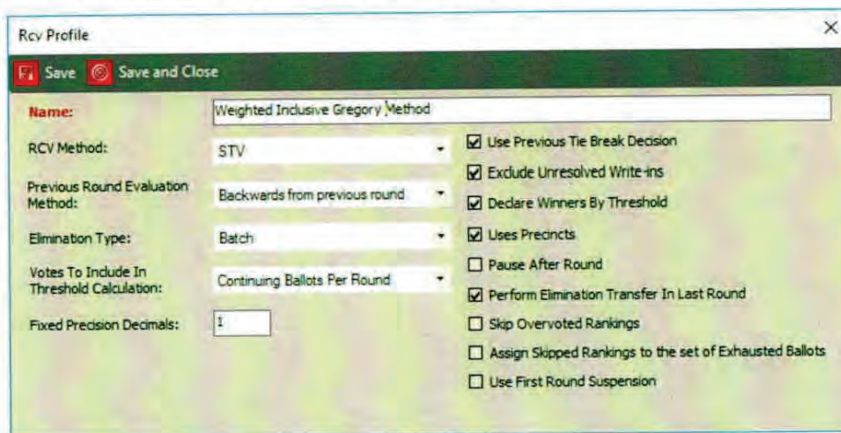 Rcv Profile
Save Save and Close
Name: Weighted Inclusive Gregory Method
RCV Method: STV
Previous Round Evaluation
Method: Backwards from previous round
Elimination Type: Batch
Votes To Include In
Threshold Calculation: Continuing Ballots Per Round
Fixed Precision Decimals: 1
Use Previous Tie Break Decision
Exclude Unresolved Write-ins
Declare Winners By Threshold
Uses Precincts
Pause After Round
Perform Elimination Transfer In Last Round
Skip Overvoted Rankings
Assign Skipped Rankings to the set of Exhausted Ballots
Use First Round Suspension